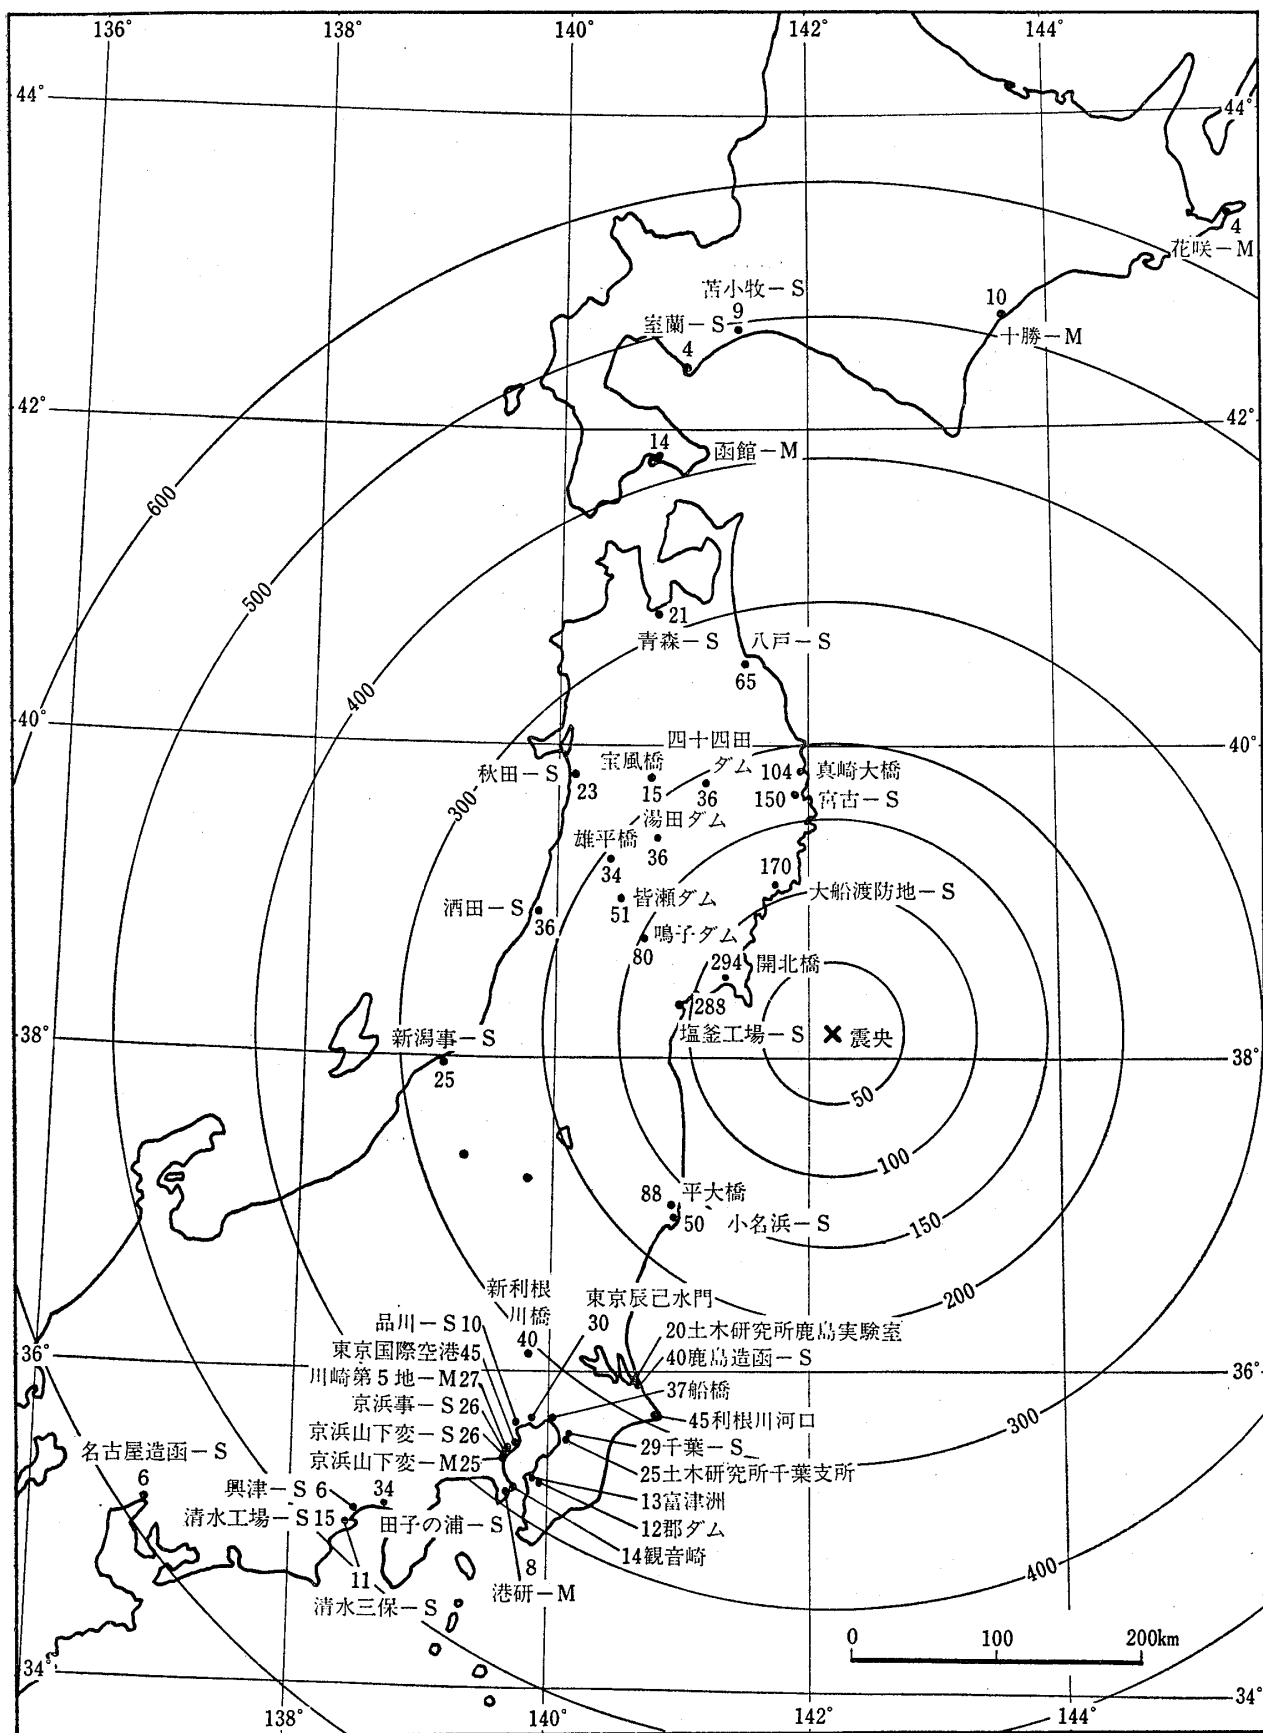 136°
138°
140°
142°
144°
44°
44°
4
花咲－M
苫小牧－S
9
10
室蘭－S
十勝－M
4
42°
42°
14
函館－M
600
500
21
青森－S
八戸－S
65
400
40°
40°
四十四田
ダム
宝風橋
秋田－S
104
真崎大橋
23
15
36
150
宮古－S
300
湯田ダム
雄平橋
36
34
170
皆瀬ダム
大船渡防地－S
酒田－S
51
36
鳴子ダム
80
294
開北橋
288
38°
新潟事－S
塩釜工場－S
震央
38°
25
50
100
88
平大橋
50
小名浜－S
150
200
新利根
川橋
40
東京辰己水門
30
品川－S 10
20土木研究所鹿島実験室
東京国際空港45
36°
36°
40鹿島造函－S
川崎第5地－M27
37船橋
京浜事－S 26
45利根川河口
300
京浜山下変－S 26
29千葉－S
名古屋造函－S
京浜山下変－M25
25土木研究所千葉支所
6
興津－S 6
34
13富津洲
清水工場－S15
田子の浦－S
12郡ダム
14観音崎
8
400
11
港研－M
清水三保－S
0
100
200km
34°
34°
138°
140°
142°
144°